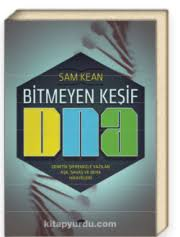 SAM KEAN
BİTMEYEN KEŞİF
DNA
GENETİK ŞİFREMİZLE YAZILAN
AŞK, SAVAŞ VE DEHA
HİKAYELERİ
kitapyurdu.com